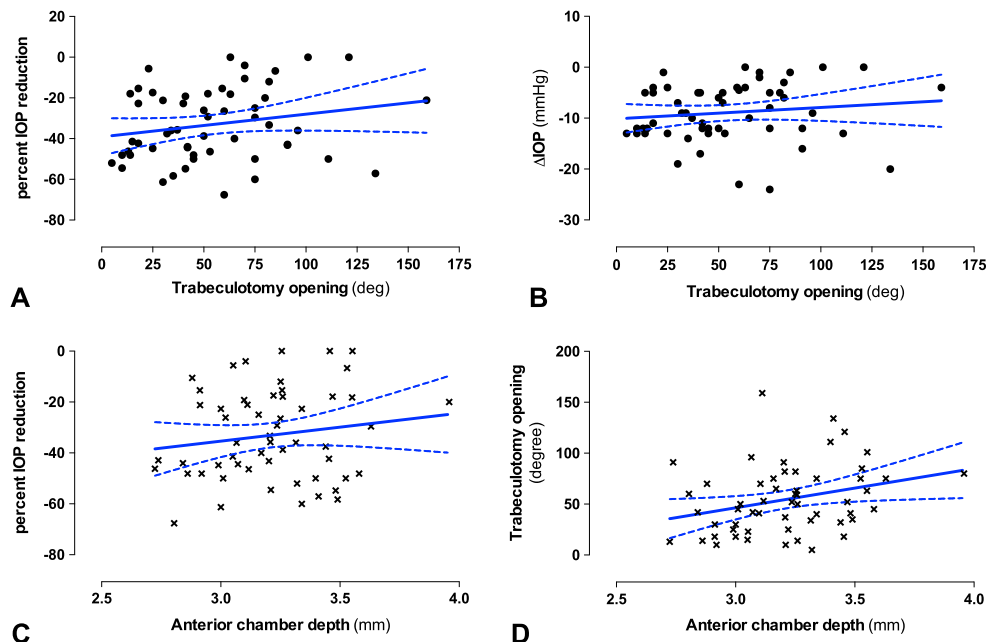 20
0
-20
-40
-60
-80
percent IOP reduction
0 25 50 75 100 125 150 175
Trabeculotomy opening (deg)
A
10
0
-10
-20
-30
ΔIOP (mmHg)
0 25 50 75 100 125 150 175
Trabeculotomy opening (deg)
B
0
-20
-40
-60
-80
percent IOP reduction
2.5 3.0 3.5 4.0
Anterior chamber depth (mm)
C
200
150
100
50
0
Trabeculotomy opening
(degree)
2.5 3.0 3.5 4.0
Anterior chamber depth (mm)
D